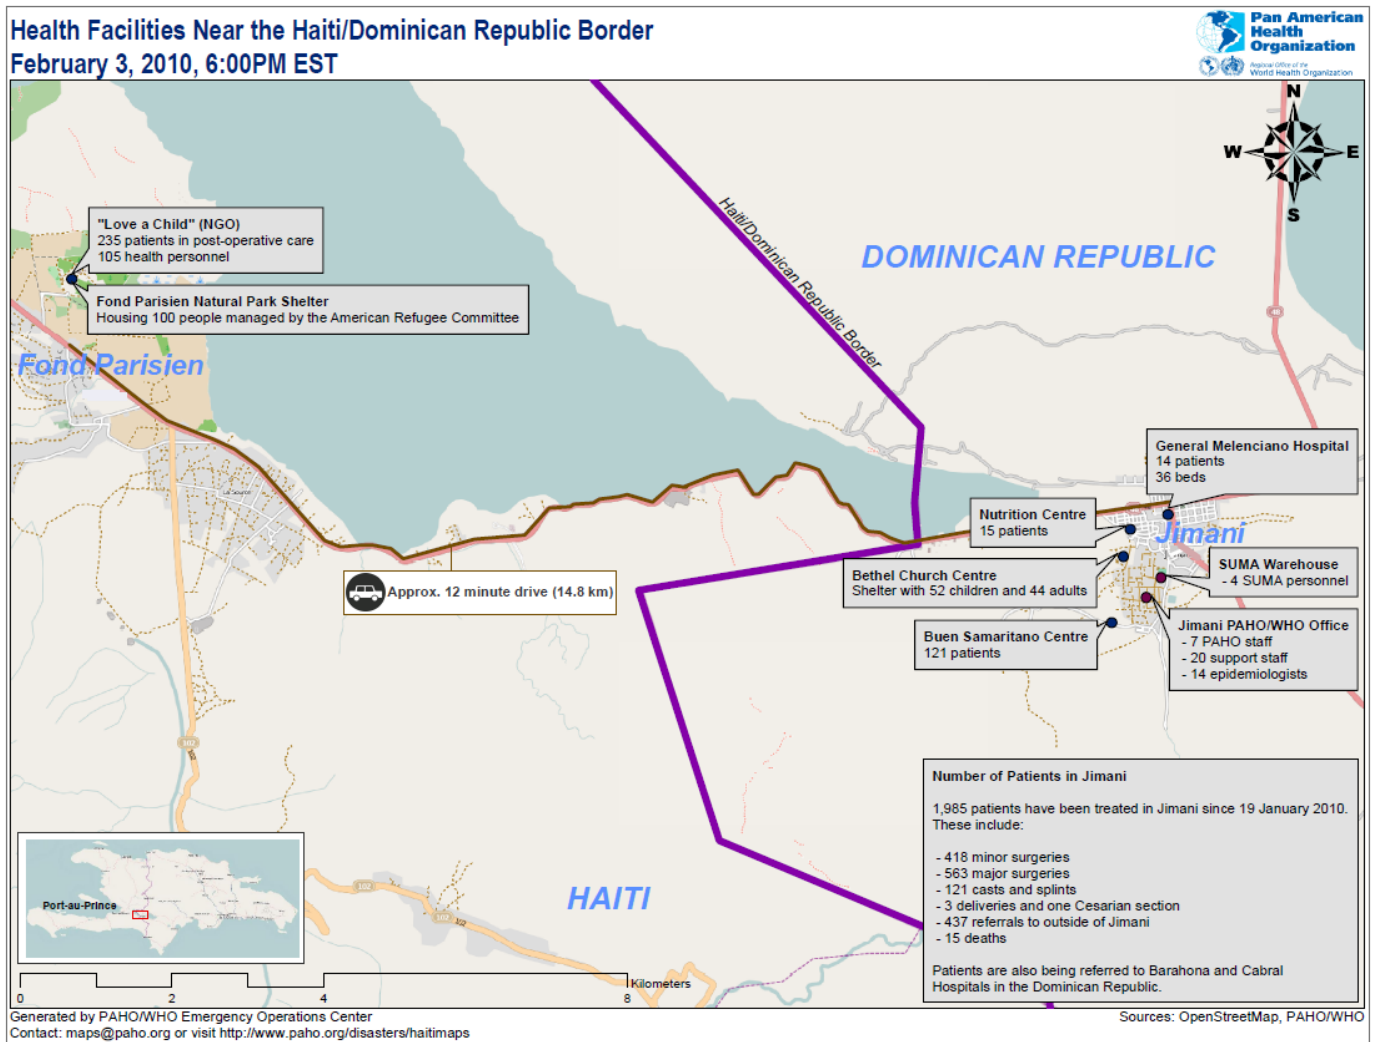 Health Facilities Near the Haiti/Dominican Republic Border
February 3, 2010, 6:00PM EST
Pan American
Health
Organization
Regional Office of the
World Health Organization
N
W
E
S
Haiti/Dominican Republic Border
DOMINICAN REPUBLIC
"Love a Child" (NGO)
235 patients in post-operative care
105 health personnel
Fond Parisien Natural Park Shelter
Housing 100 people managed by the American Refugee Committee
Fond Parisien
General Melenciano Hospital
14 patients
36 beds
Nutrition Centre
15 patients
Jimani
SUMA Warehouse
- 4 SUMA personnel
Bethel Church Centre
Shelter with 52 children and 44 adults
Approx. 12 minute drive (14.8 km)
Jimani PAHO/WHO Office
- 7 PAHO staff
- 20 support staff
- 14 epidemiologists
Buen Samaritano Centre
121 patients
102
102
Number of Patients in Jimani
1,985 patients have been treated in Jimani since 19 January 2010.
These include:
- 418 minor surgeries
- 563 major surgeries
- 121 casts and splints
- 3 deliveries and one Cesarian section
- 437 referrals to outside of Jimani
- 15 deaths
Patients are also being referred to Barahona and Cabral
Hospitals in the Dominican Republic.
HAITI
102
102
102
Port-au-Prince
Kilometers
0 2 4 8
Generated by PAHO/WHO Emergency Operations Center
Contact: maps@paho.org or visit http://www.paho.org/disasters/haitimaps
Sources: OpenStreetMap, PAHO/WHO